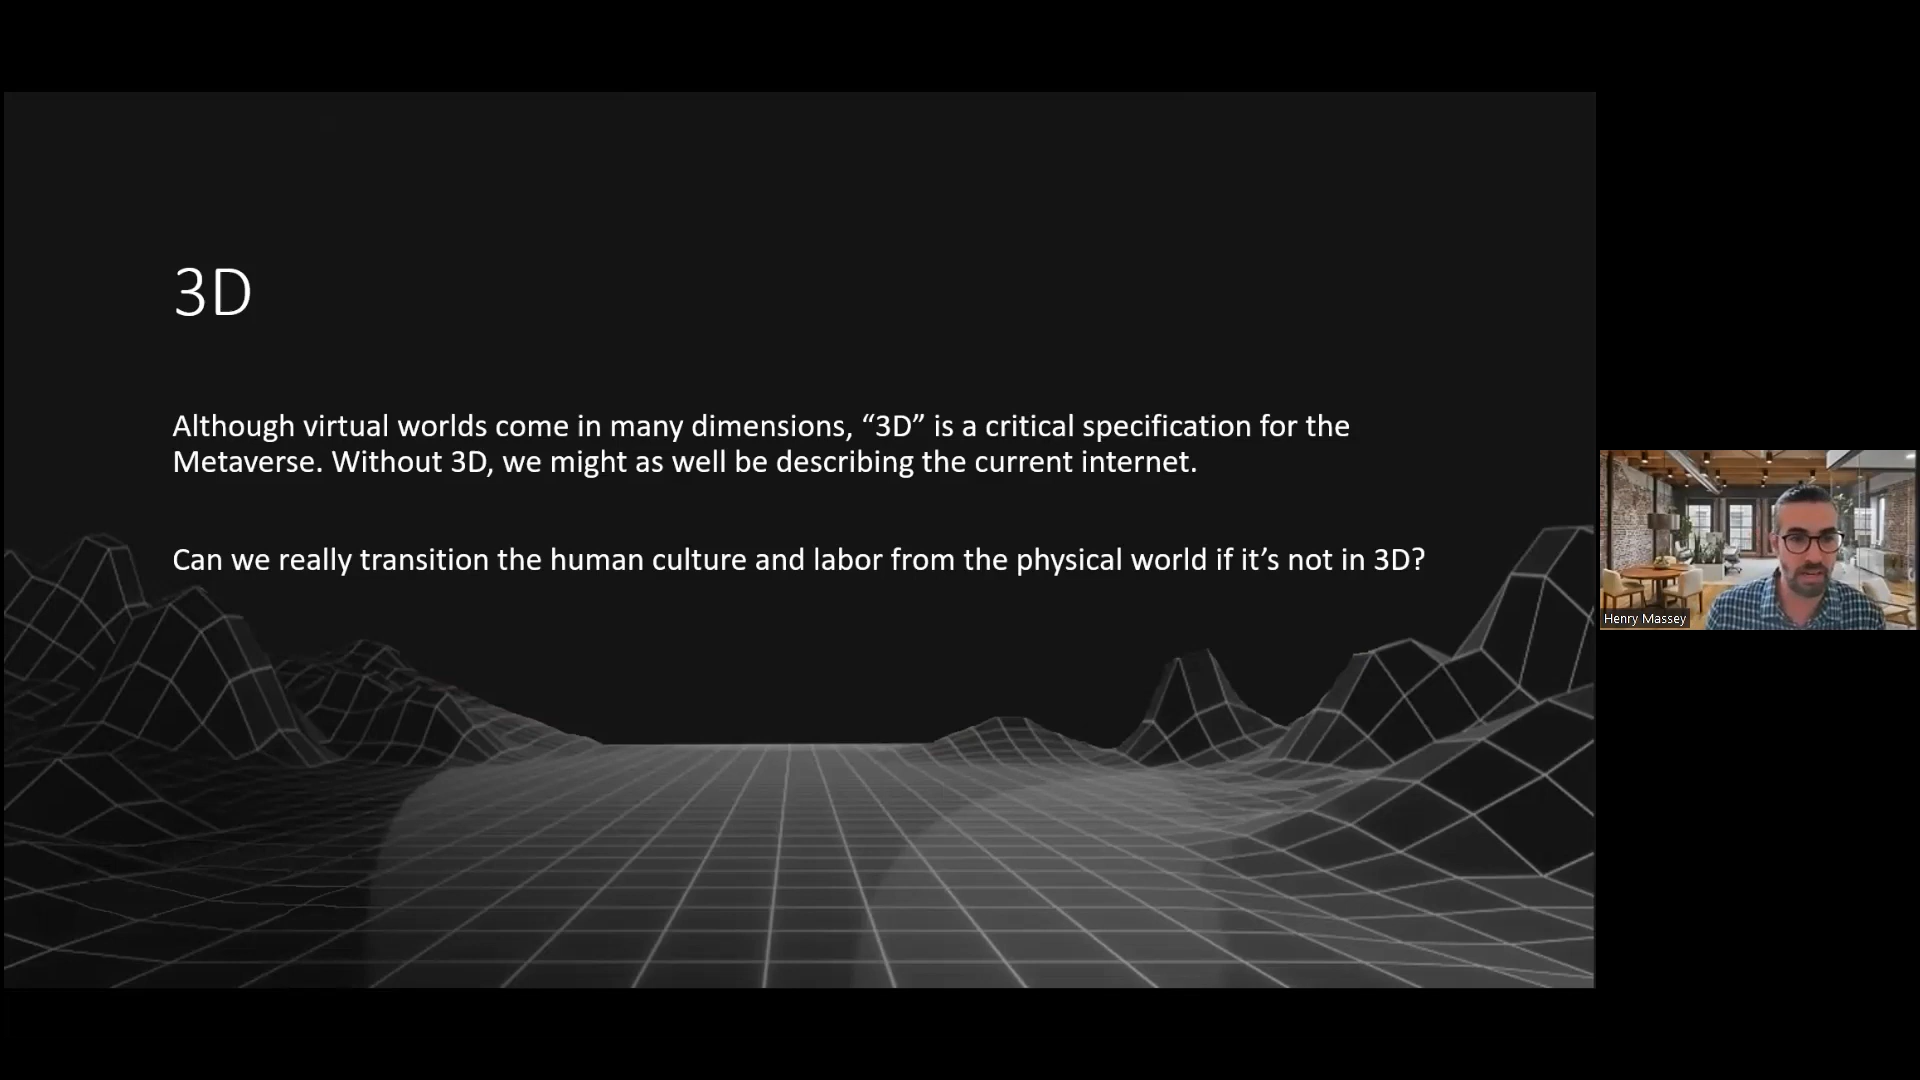 3D
Although virtual worlds come in many dimensions, “3D” is a critical specification for the
Metaverse. Without 3D, we might as well be describing the current internet.
Can we really transition the human culture and labor from the physical world if it’s not in 3D?
Henry Massey